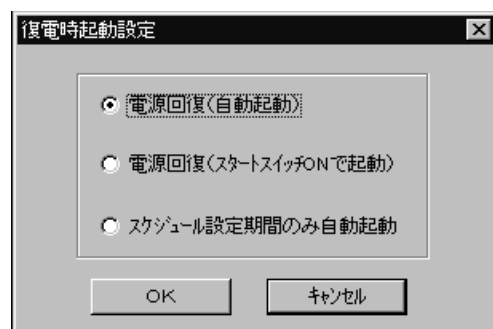 復電時起動設定
電源回復(自動起動)
電源回復(スタートスイッチONで起動)
スケジュール設定期間のみ自動起動
OK キャンセル